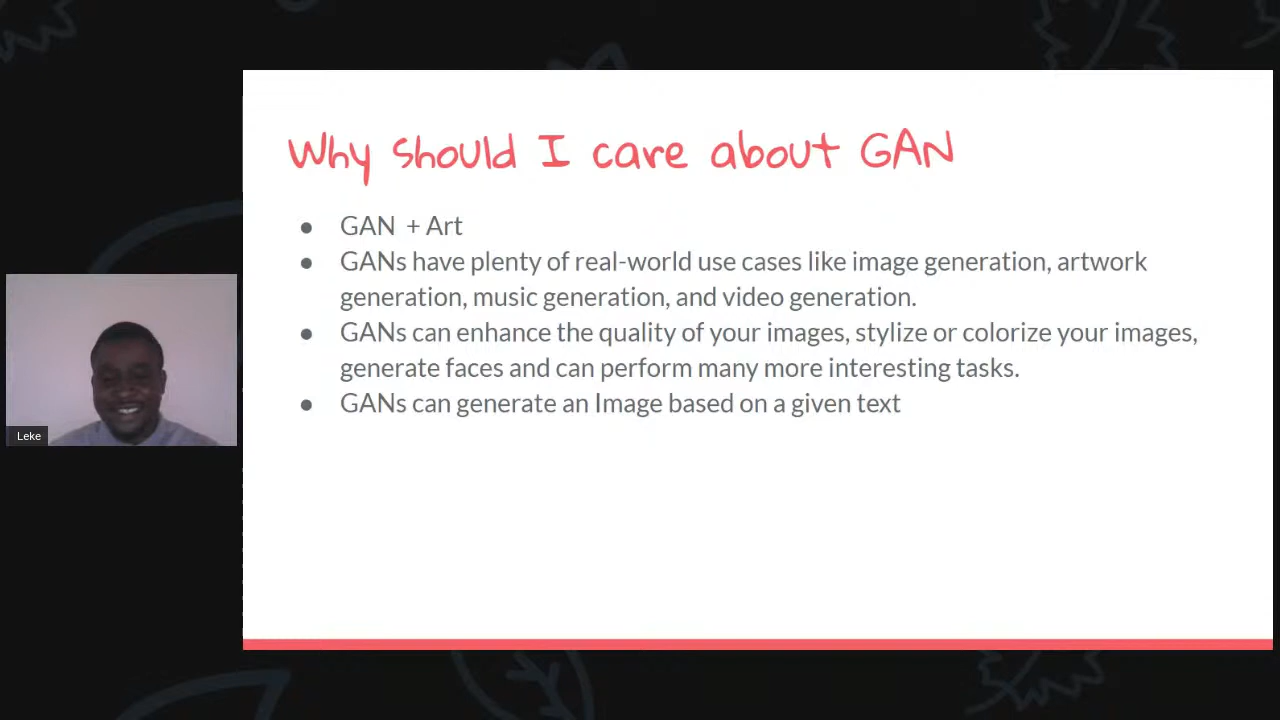 Why should I care about GAN
● GAN + Art
● GANs have plenty of real-world use cases like image generation, artwork
generation, music generation, and video generation.
● GANs can enhance the quality of your images, stylize or colorize your images,
generate faces and can perform many more interesting tasks.
● GANs can generate an Image based on a given text
Leke